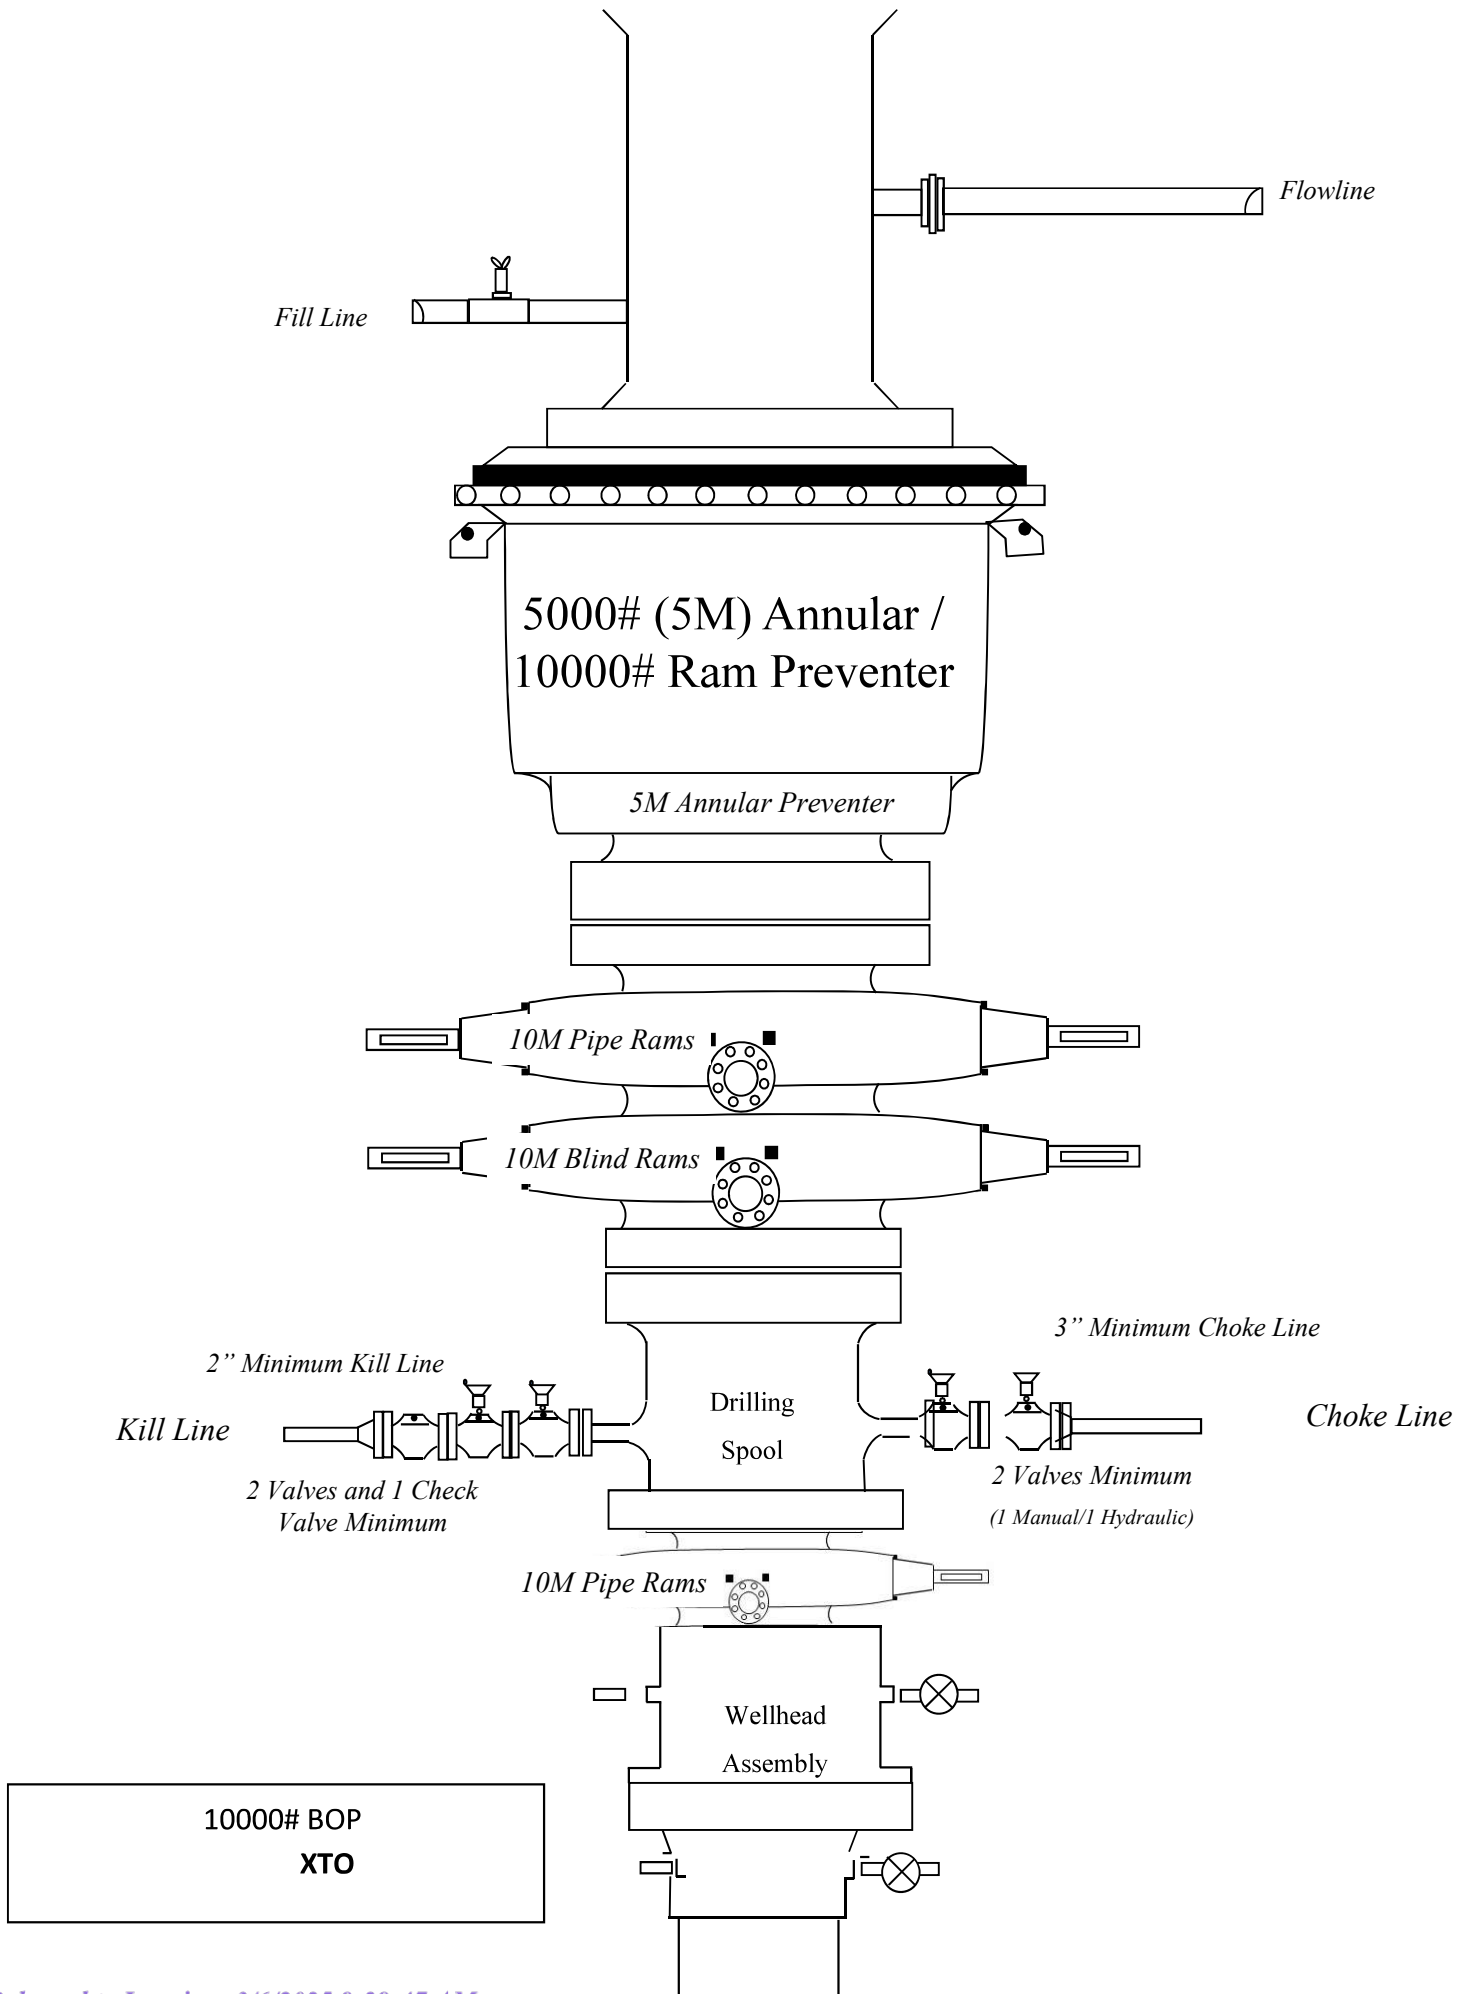 Flowline
Fill Line
5000# (5M) Annular /
10000# Ram Preventer
5M Annular Preventer
10M Pipe Rams
10M Blind Rams
3” Minimum Choke Line
2” Minimum Kill Line
Drilling
Spool
Kill Line
Choke Line
2 Valves and 1 Check
Valve Minimum
2 Valves Minimum
(1 Manual/1 Hydraulic)
10M Pipe Rams
Wellhead
Assembly
10000# BOP
XTO